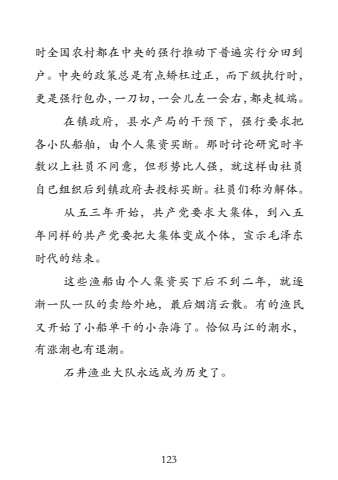 时全国农村都在中央的强行推动下普遍实行分田到
户。中央的政策总是有点矫枉过正，而下级执行时，
更是强行包办，一刀切，一会儿左一会右，都走极端。
在镇政府，县水产局的干预下，强行要求把
各小队船舶，由个人集资买断。那时讨论研究时半
数以上社员不同意，但形势比人强，就这样由社员
自己组织后到镇政府去投标买断。社员们称为解体。
从五三年开始，共产党要求大集体，到八五
年同样的共产党要把大集体变成个体，宣示毛泽东
时代的结束。
这些渔船由个人集资买下后不到二年，就逐
渐一队一队的卖给外地，最后烟消云散。有的渔民
又开始了小船单干的小杂海了。恰似马江的潮水，
有涨潮也有退潮。
石井渔业大队永远成为历史了。
123